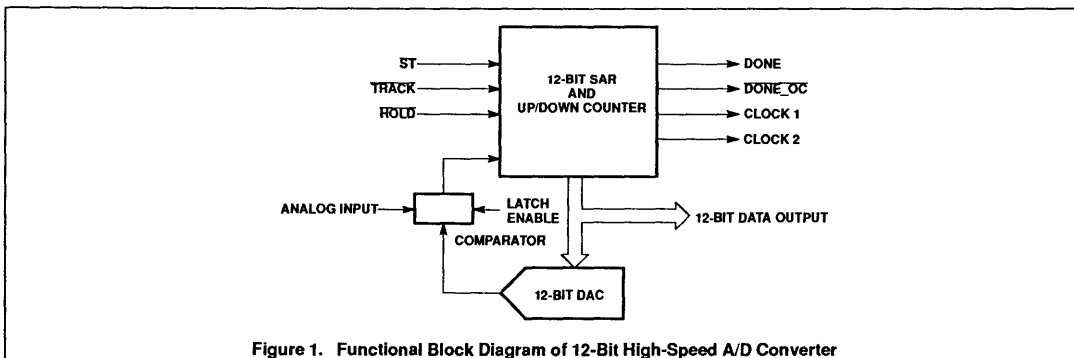 ST
TRACK
HOLD
12-BIT SAR
AND
UP/DOWN COUNTER
DONE
DONE_OC
CLOCK 1
CLOCK 2
ANALOG INPUT
LATCH
ENABLE
COMPARATOR
12-BIT DATA OUTPUT
12-BIT DAC
Figure 1. Functional Block Diagram of 12-Bit High-Speed A/D Converter